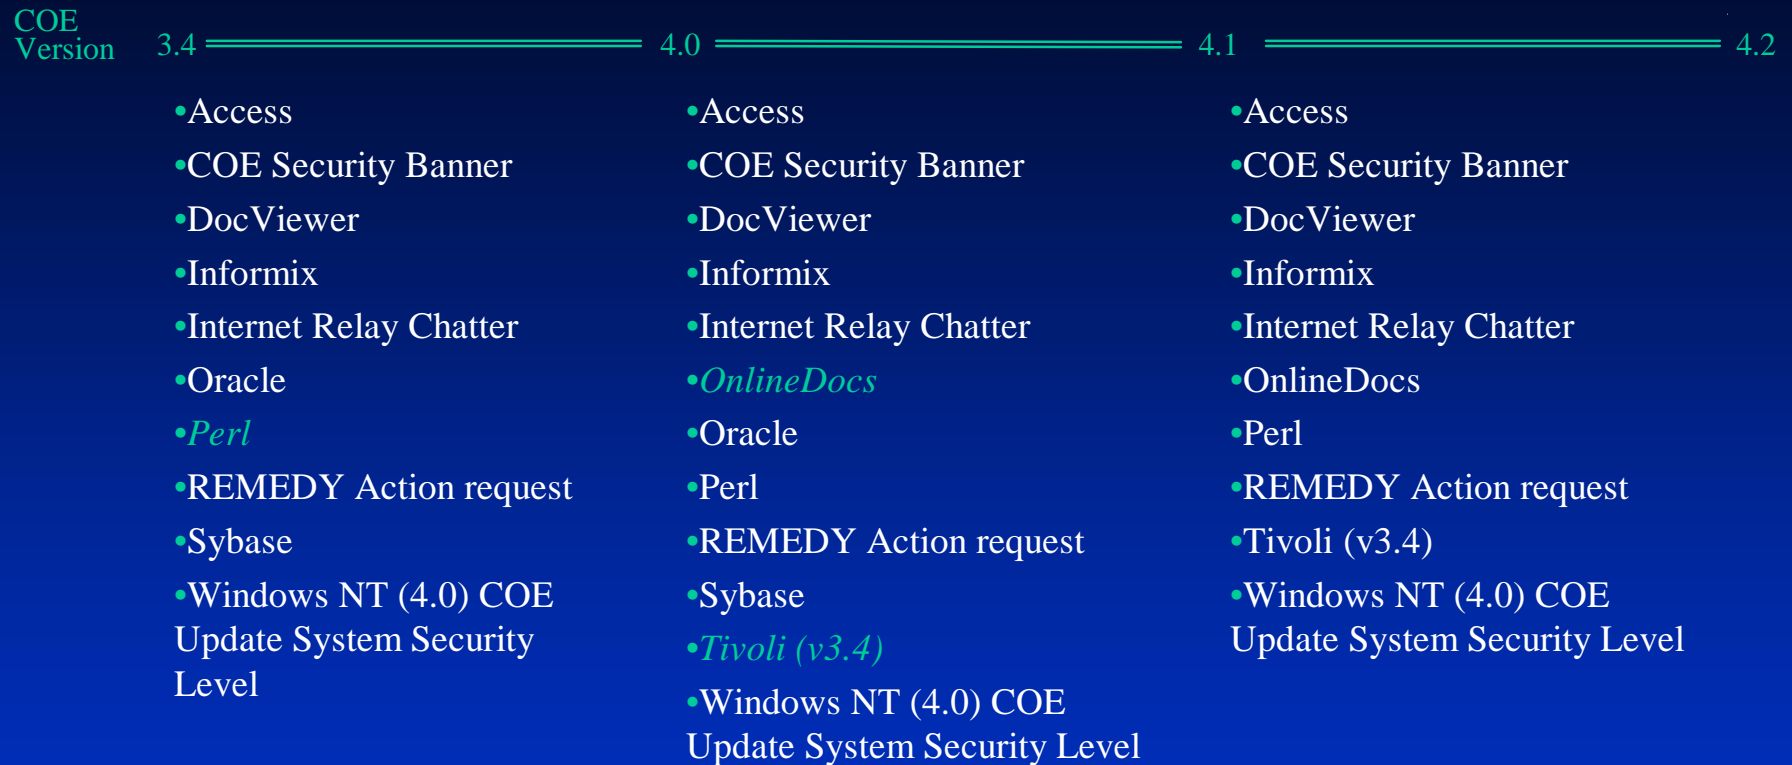 COE
Version 3.4 4.0 4.1 4.2
•Access
•COE Security Banner
•DocViewer
•Informix
•Internet Relay Chatter
•Oracle
•Perl
•REMEDY Action request
•Sybase
•Windows NT (4.0) COE
Update System Security
Level
•Access
•COE Security Banner
•DocViewer
•Informix
•Internet Relay Chatter
•OnlineDocs
•Oracle
•Perl
•REMEDY Action request
•Sybase
•Tivoli (v3.4)
•Windows NT (4.0) COE
Update System Security Level
•Access
•COE Security Banner
•DocViewer
•Informix
•Internet Relay Chatter
•OnlineDocs
•Perl
•REMEDY Action request
•Tivoli (v3.4)
•Windows NT (4.0) COE
Update System Security Level